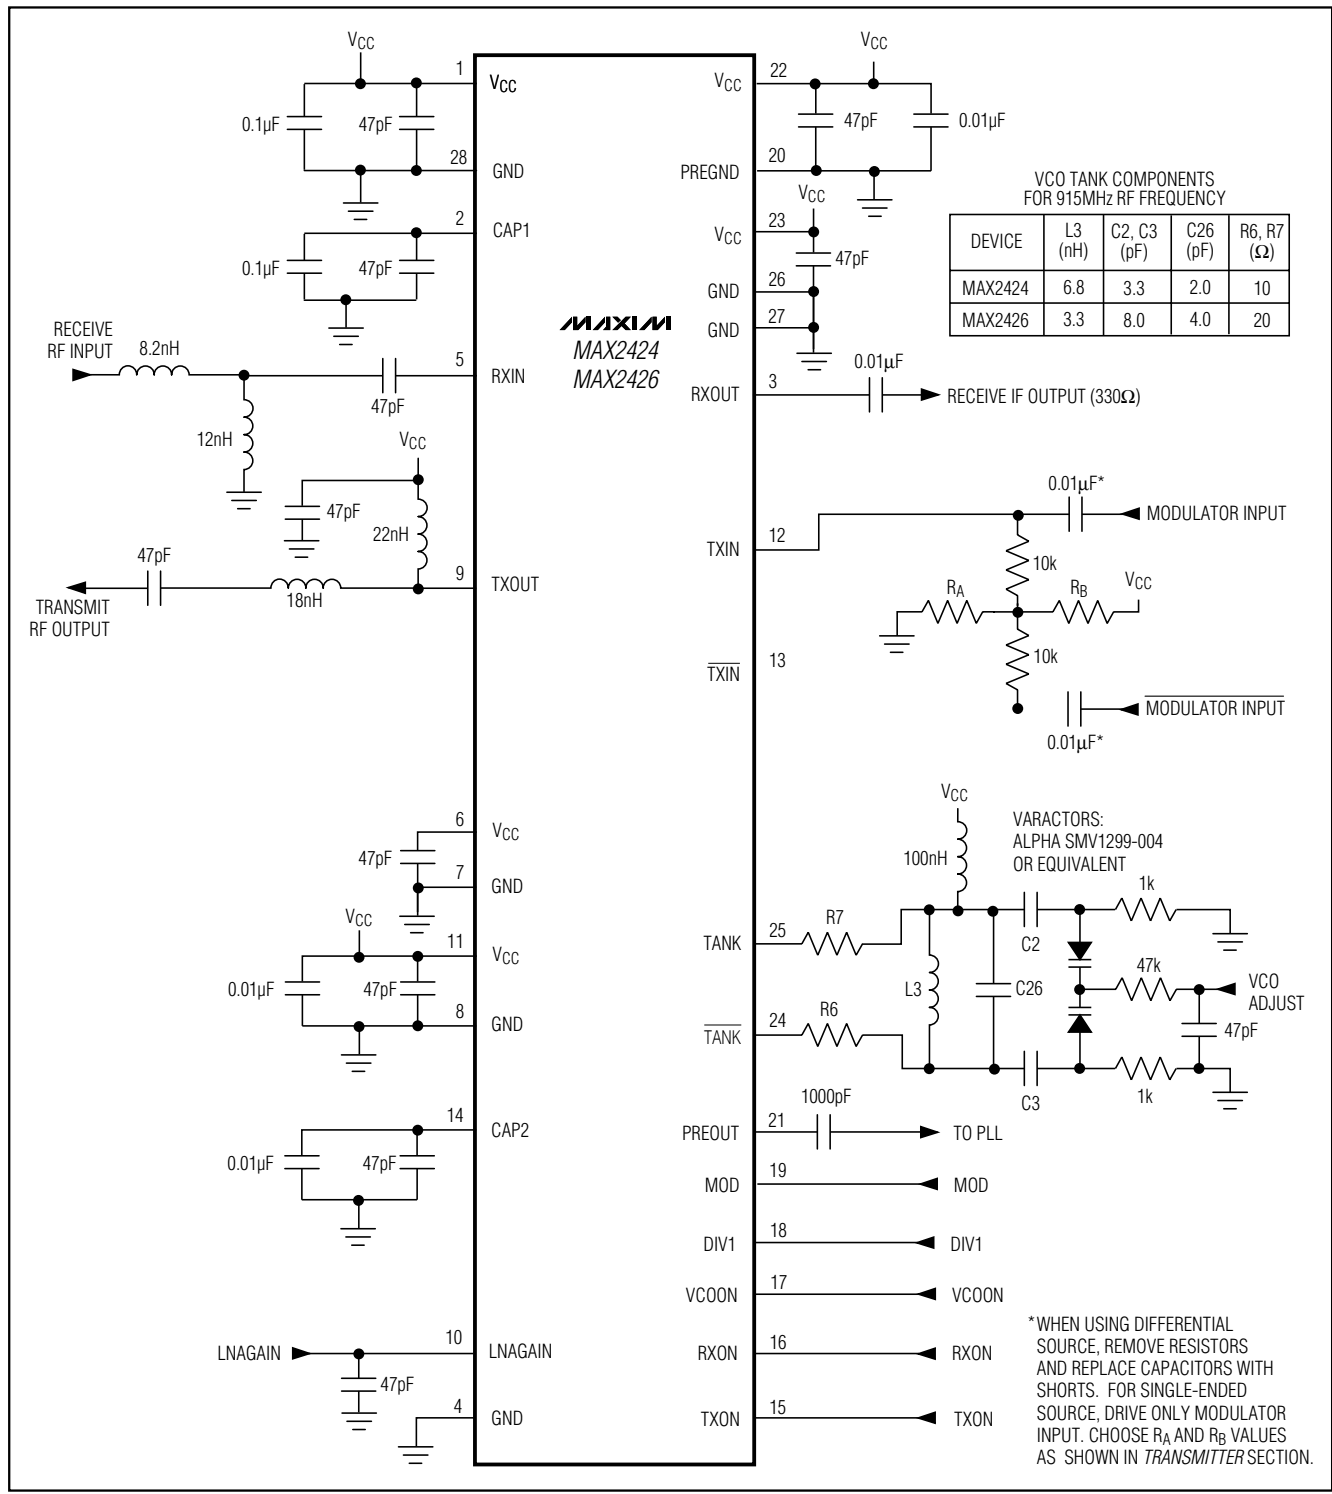 VCC
1
VCC
0.1µF
47pF
28
GND
2
CAP1
0.1µF
47pF
RECEIVE
RF INPUT
8.2nH
5
RXIN
47pF
12nH
VCC
47pF
22nH
47pF
9
TXOUT
18nH
TRANSMIT
RF OUTPUT
6
VCC
47pF
7
GND
VCC
11
VCC
0.01µF
47pF
8
GND
14
CAP2
0.01µF
47pF
10
LNAGAIN
LNAGAIN
47pF
4
GND
MAXIM
MAX2424
MAX2426
VCC
VCC
22
47pF
0.01µF
PREGND
20
VCC
VCC
23
47pF
GND
26
GND
27
RXOUT
3
0.01µF
RECEIVE IF OUTPUT (330Ω)
VCO TANK COMPONENTS
FOR 915MHz RF FREQUENCY
DEVICE
L3
(nH)
C2, C3
(pF)
C26
(pF)
R6, R7
(Ω)
MAX2424 6.8 3.3 2.0 10
MAX2426 3.3 8.0 4.0 20
0.01µF*
MODULATOR INPUT
TXIN
12
10k
RA
RB
VCC
10k
TXIN
13
MODULATOR INPUT
0.01µF*
VCC
100nH
VARACTORS:
ALPHA SMV1299-004
OR EQUIVALENT
1k
TANK
25
R7
C2
L3
C26
47k
VCO
ADJUST
TANK
24
R6
47pF
C3
1k
1000pF
PREOUT
21
TO PLL
MOD
19
MOD
DIV1
18
DIV1
VCOON
17
VCOON
RXON
16
RXON
TXON
15
TXON
*WHEN USING DIFFERENTIAL
SOURCE, REMOVE RESISTORS
AND REPLACE CAPACITORS WITH
SHORTS. FOR SINGLE-ENDED
SOURCE, DRIVE ONLY MODULATOR
INPUT. CHOOSE RA AND RB VALUES
AS SHOWN IN TRANSMITTER SECTION.